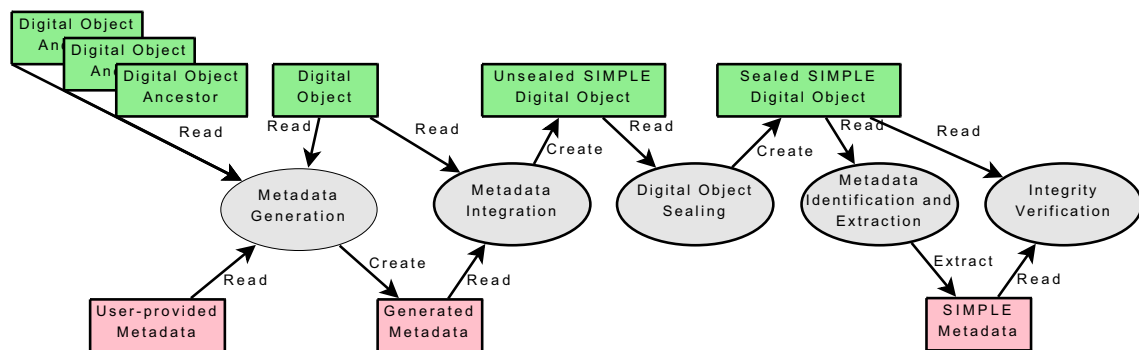 Digital Object
An
Digital Object
An
Digital Object
Ancestor
Digital
Object
Unsealed SIMPLE
Digital Object
Sealed SIMPLE
Digital Object
Read
Read
Read
Create
Read
Create
Read
Read
Metadata
Generation
Metadata
Integration
Digital Object
Sealing
Metadata
Identification and
Extraction
Integrity
Verification
Read
Create
Read
Extract
Read
User-provided
Metadata
Generated
Metadata
SIMPLE
Metadata